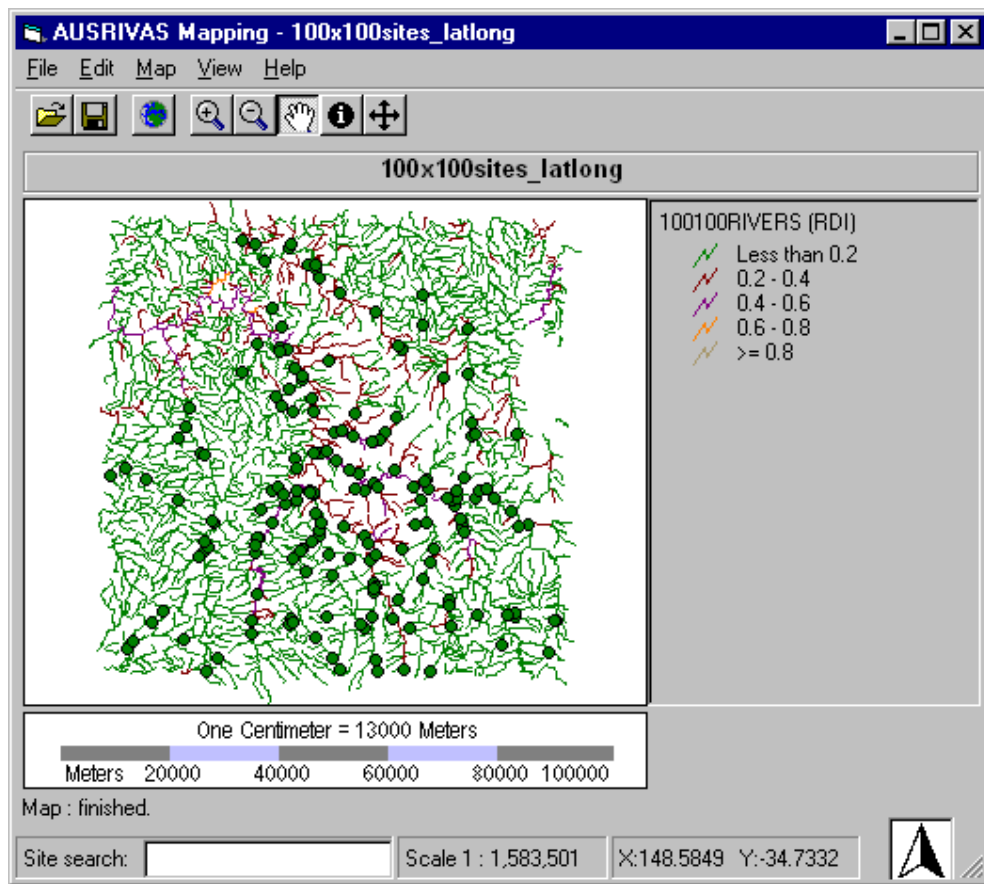 AUSRIVAS Mapping - 100x100sites_latlong
File Edit Map View Help
100x100sites_latlong
100100RIVERS (RDI)
Less than 0.2
0.2 - 0.4
0.4 - 0.6
0.6 - 0.8
>= 0.8
One Centimeter = 13000 Meters
Meters 20000 40000 60000 80000 100000
Map : finished.
Site search: Scale 1 : 1,583,501 X:148.5849 Y:-34.7332